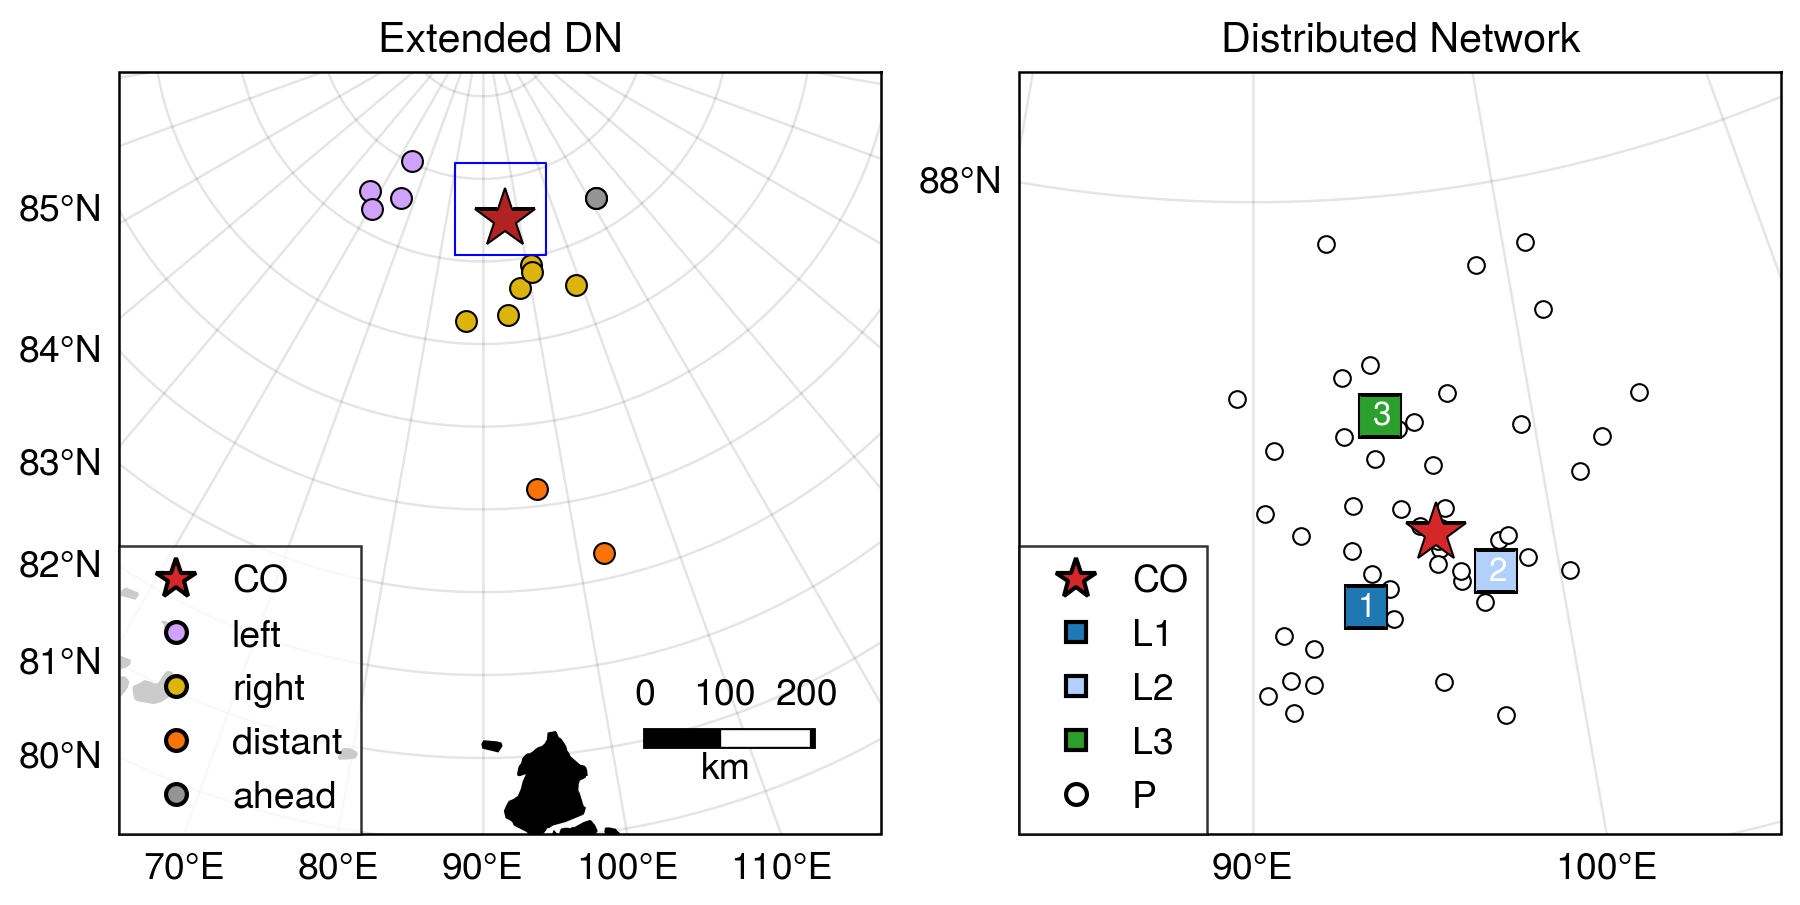 Extended DN
85°N
84°N
83°N
82°N
81°N
80°N
CO
left
right
distant
ahead
0 100 200
km
70°E 80°E 90°E 100°E 110°E
Distributed Network
88°N
3
2
1
CO
L1
L2
L3
P
90°E 100°E